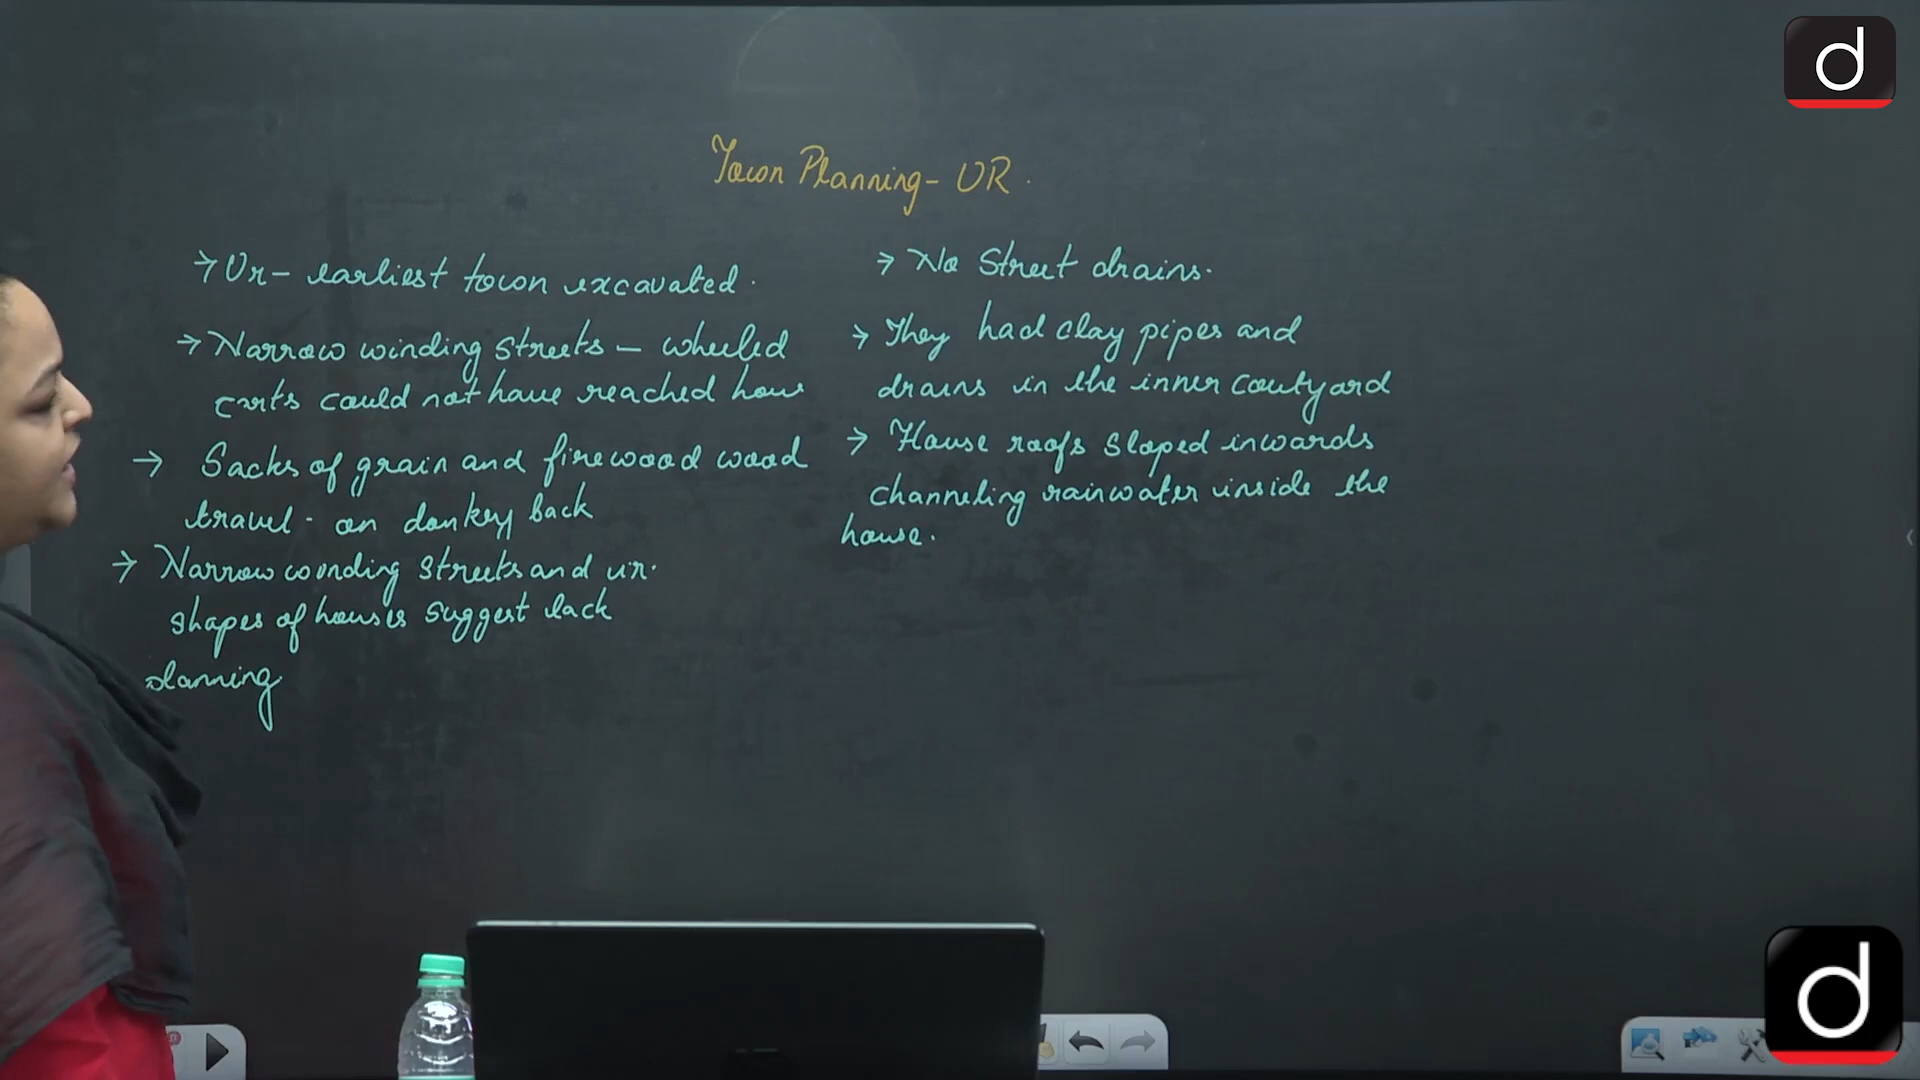 Town Planning - UR.
→ Ur - earliest town excavated.
→ Narrow winding streets - wheeled
carts could not have reached hous
→ Sacks of grain and firewood wood
travel. on donkey back
→ Narrow winding streets and irr.
shapes of houses suggest lack
planning
→ No Street drains.
→ They had clay pipes and
drains in the inner coutyard
→ House roofs sloped inwards
channeling rainwater inside the
house.
d
d